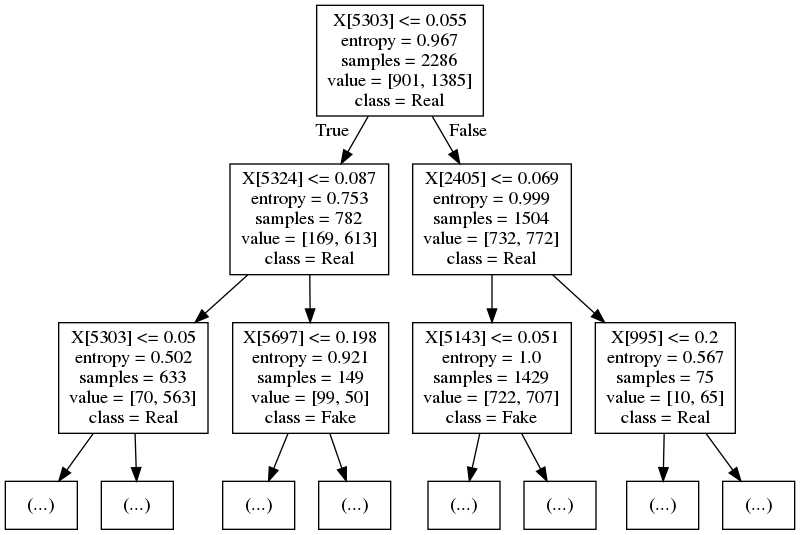 X[5303] <= 0.055
entropy = 0.967
samples = 2286
value = [901, 1385]
class = Real
True
False
X[5324] <= 0.087
entropy = 0.753
samples = 782
value = [169, 613]
class = Real
X[2405] <= 0.069
entropy = 0.999
samples = 1504
value = [732, 772]
class = Real
X[5303] <= 0.05
entropy = 0.502
samples = 633
value = [70, 563]
class = Real
X[5697] <= 0.198
entropy = 0.921
samples = 149
value = [99, 50]
class = Fake
X[5143] <= 0.051
entropy = 1.0
samples = 1429
value = [722, 707]
class = Fake
X[995] <= 0.2
entropy = 0.567
samples = 75
value = [10, 65]
class = Real
(...)
(...)
(...)
(...)
(...)
(...)
(...)
(...)